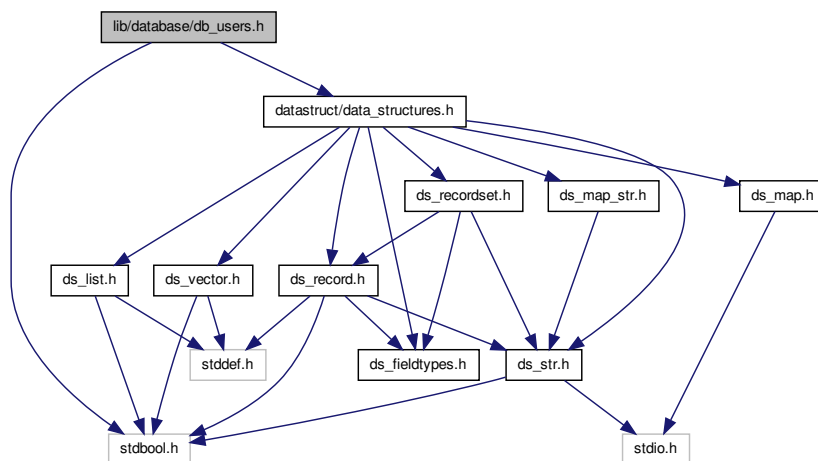 lib/database/db_users.h
datastruct/data_structures.h
ds_recordset.h
ds_map_str.h
ds_map.h
ds_list.h
ds_vector.h
ds_record.h
stddef.h
ds_fieldtypes.h
ds_str.h
stdbool.h
stdio.h